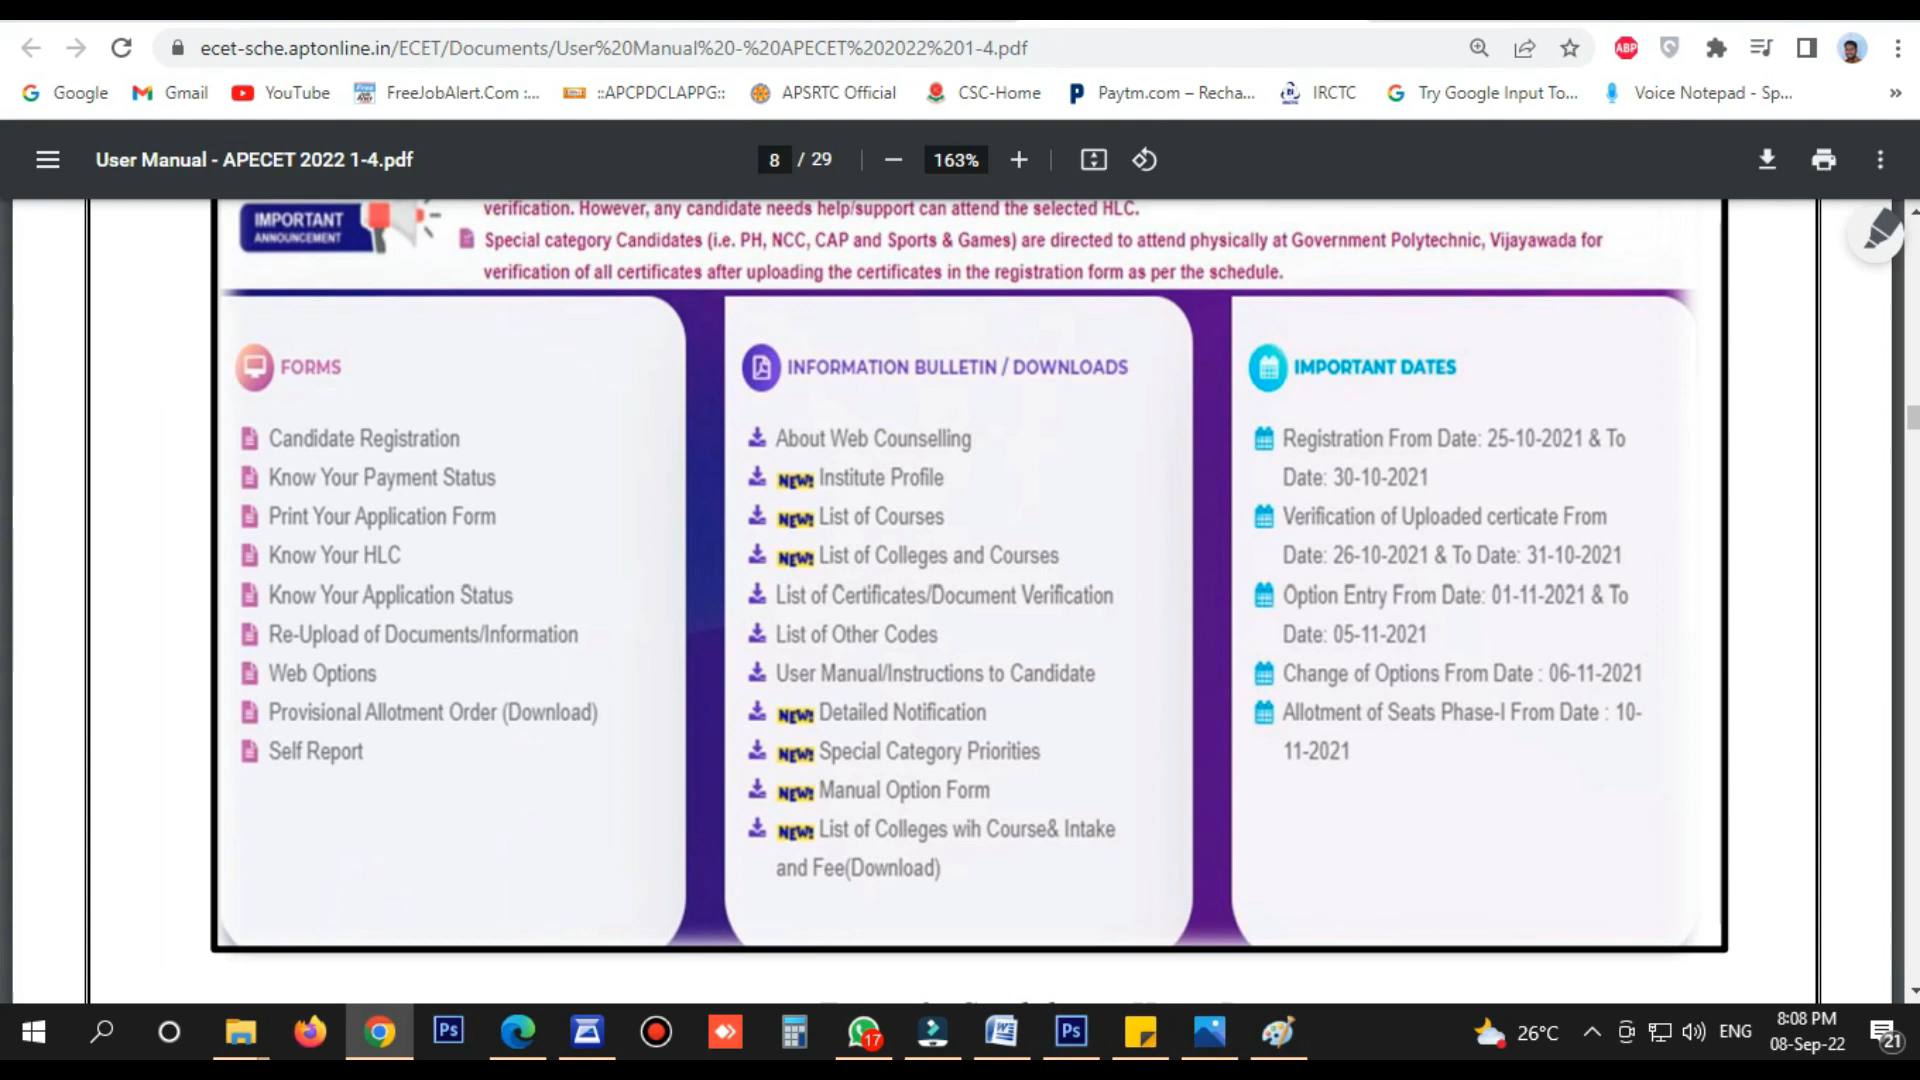 ecet-sche.aptonline.in/ECET/Documents/User%20Manual%20-%20APECET%202022%201-4.pdf
ABP
Google Gmail YouTube FreeJobAlert.Com :... ::APCPDCLAPPG:: APSRTC Official CSC-Home Paytm.com – Recha... IRCTC Try Google Input To... Voice Notepad - Sp... »
User Manual - APECET 2022 1-4.pdf 8 / 29 — 163% +
IMPORTANT
ANNOUNCEMENT
verification. However, any candidate needs help/support can attend the selected HLC.
Special category Candidates (i.e. PH, NCC, CAP and Sports & Games) are directed to attend physically at Government Polytechnic, Vijayawada for
verification of all certificates after uploading the certificates in the registration form as per the schedule.
FORMS
Candidate Registration
Know Your Payment Status
Print Your Application Form
Know Your HLC
Know Your Application Status
Re-Upload of Documents/Information
Web Options
Provisional Allotment Order (Download)
Self Report
INFORMATION BULLETIN / DOWNLOADS
About Web Counselling
NEW! Institute Profile
NEW! List of Courses
NEW! List of Colleges and Courses
List of Certificates/Document Verification
List of Other Codes
User Manual/Instructions to Candidate
NEW! Detailed Notification
NEW! Special Category Priorities
NEW! Manual Option Form
NEW! List of Colleges wih Course& Intake
and Fee(Download)
IMPORTANT DATES
Registration From Date: 25-10-2021 & To
Date: 30-10-2021
Verification of Uploaded certicate From
Date: 26-10-2021 & To Date: 31-10-2021
Option Entry From Date: 01-11-2021 & To
Date: 05-11-2021
Change of Options From Date : 06-11-2021
Allotment of Seats Phase-I From Date : 10-
11-2021
Ps 17 Ps 26°C ENG
8:08 PM
08-Sep-22
21